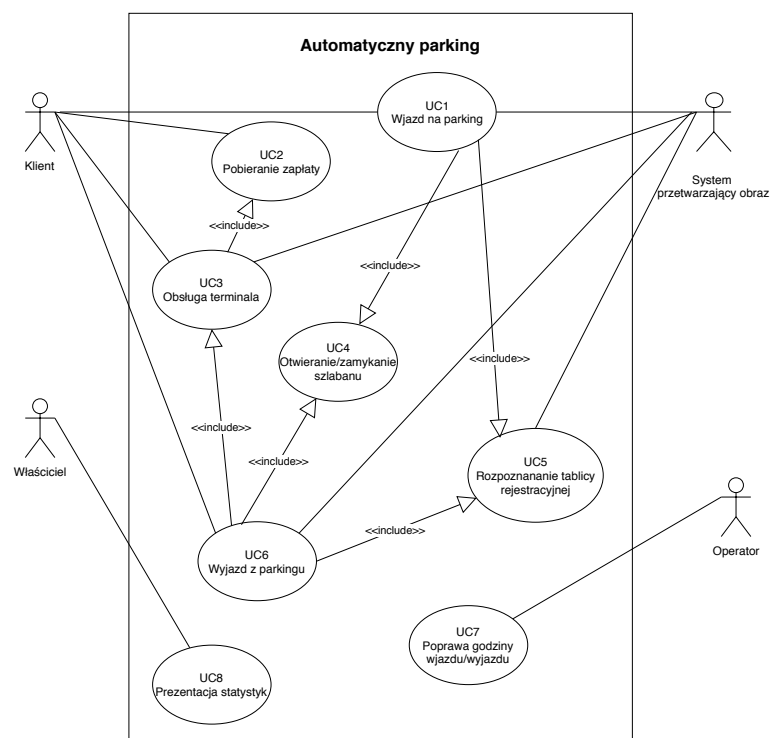 Automatyczny parking
UC1
Wjazd na parking
Klient
UC2
Pobieranie zapłaty
System
przetwarzający obraz
<<include>>
<<include>>
UC3
Obsługa terminala
UC4
Otwieranie/zamykanie
szlabanu
<<include>>
<<include>>
<<include>>
Właściciel
UC5
Rozpoznananie tablicy
rejestracyjnej
<<include>>
Operator
UC6
Wyjazd z parkingu
UC7
Poprawa godziny
wjazdu/wyjazdu
UC8
Prezentacja statystyk